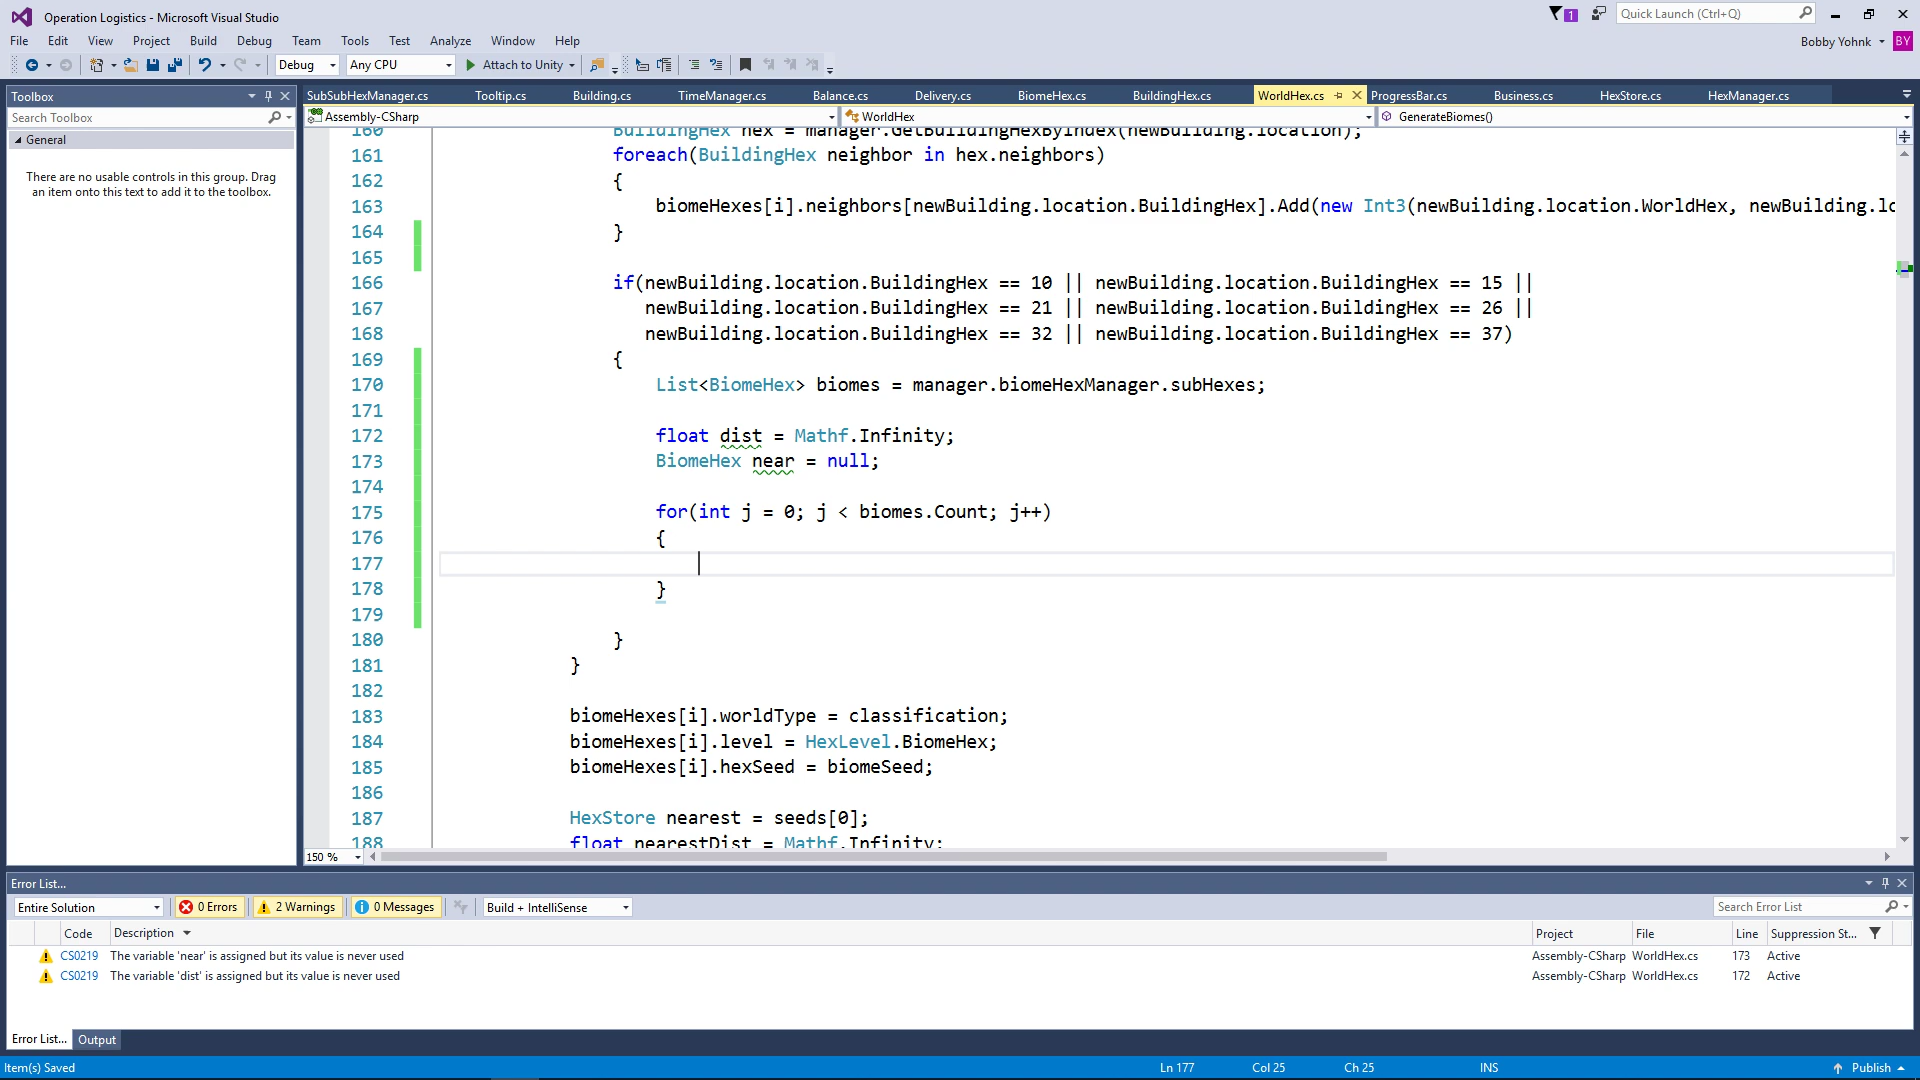 Operation Logistics - Microsoft Visual Studio
1
Quick Launch (Ctrl+Q)
File Edit View Project Build Debug Team Tools Test Analyze Window Help
Bobby Yohnk BY
Debug Any CPU Attach to Unity
Toolbox
Search Toolbox
General
There are no usable controls in this group. Drag
an item onto this text to add it to the toolbox.
SubSubHexManager.cs Tooltip.cs Building.cs TimeManager.cs Balance.cs Delivery.cs BiomeHex.cs BuildingHex.cs WorldHex.cs ProgressBar.cs Business.cs HexStore.cs HexManager.cs
Assembly-CSharp WorldHex GenerateBiomes()
160 BuildingHex hex = manager.GetBuildingHexByIndex(newBuilding.location);
161 foreach(BuildingHex neighbor in hex.neighbors)
162 {
163 biomeHexes[i].neighbors[newBuilding.location.BuildingHex].Add(new Int3(newBuilding.location.WorldHex, newBuilding.lo
164 }
165
166 if(newBuilding.location.BuildingHex == 10 || newBuilding.location.BuildingHex == 15 ||
167 newBuilding.location.BuildingHex == 21 || newBuilding.location.BuildingHex == 26 ||
168 newBuilding.location.BuildingHex == 32 || newBuilding.location.BuildingHex == 37)
169 {
170 List<BiomeHex> biomes = manager.biomeHexManager.subHexes;
171
172 float dist = Mathf.Infinity;
173 BiomeHex near = null;
174
175 for(int j = 0; j < biomes.Count; j++)
176 {
177
178 }
179
180 }
181 }
182
183 biomeHexes[i].worldType = classification;
184 biomeHexes[i].level = HexLevel.BiomeHex;
185 biomeHexes[i].hexSeed = biomeSeed;
186
187 HexStore nearest = seeds[0];
188 float nearestDist = Mathf.Infinity;
150 %
Error List...
Entire Solution 0 Errors 2 Warnings 0 Messages Build + IntelliSense Search Error List
Code Description Project File Line Suppression St...
CS0219 The variable 'near' is assigned but its value is never used Assembly-CSharp WorldHex.cs 173 Active
CS0219 The variable 'dist' is assigned but its value is never used Assembly-CSharp WorldHex.cs 172 Active
Error List... Output
Item(s) Saved Ln 177 Col 25 Ch 25 INS Publish